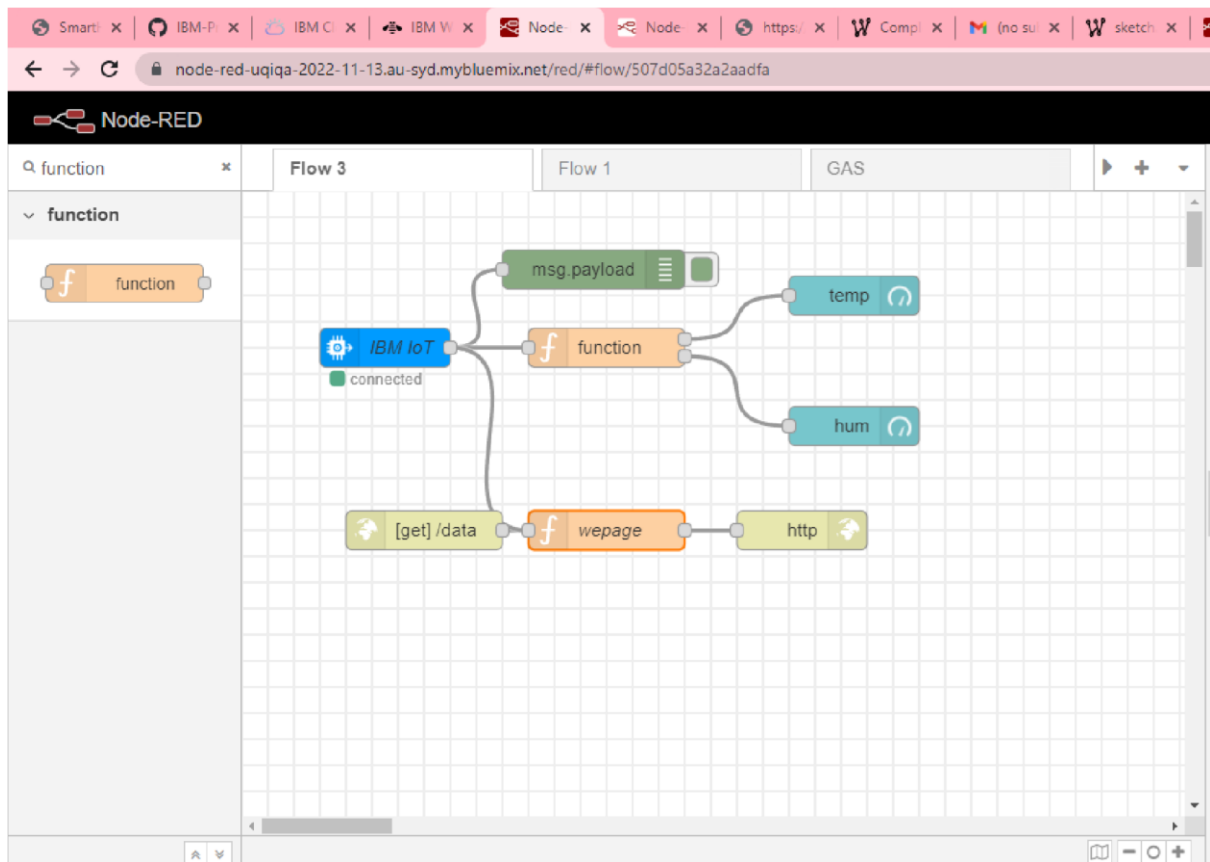 Smart IBM-P IBM Cl IBM W Node- Node- https:/ Compl (no sul sketch
node-red-uqiqa-2022-11-13.au-syd.mybluemix.net/red/#flow/507d05a32a2aadfa
Node-RED
function
Flow 3 Flow 1 GAS
function
function
msg.payload
temp
IBM IoT
function
connected
hum
[get] /data
wepage
http